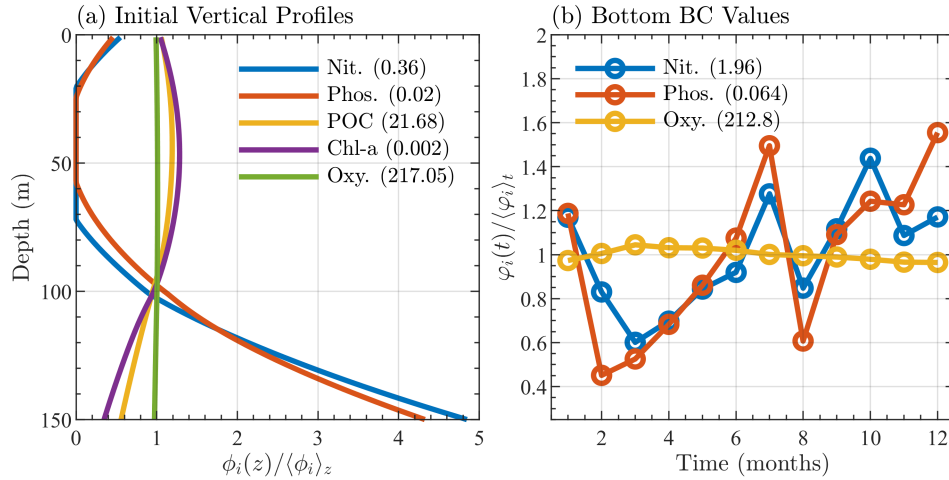 (a) Initial Vertical Profiles
0
50
100
150
Depth (m)
Nit. (0.36)
Phos. (0.02)
POC (21.68)
Chl-a (0.002)
Oxy. (217.05)
0 1 2 3 4 5
ϕᵢ(z)/⟨ϕᵢ⟩_z
(b) Bottom BC Values
2
1.8
1.6
1.4
1.2
1
0.8
0.6
0.4
φᵢ(t)/⟨φᵢ⟩ₜ
Nit. (1.96)
Phos. (0.064)
Oxy. (212.8)
2 4 6 8 10 12
Time (months)